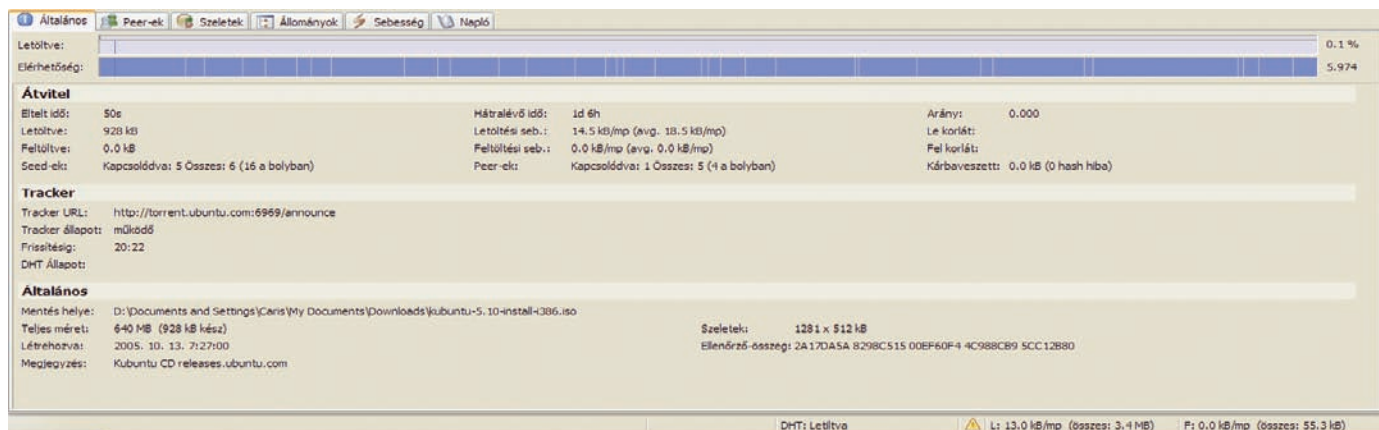 Általános Peer-ek Szeletek Állományok Sebesség Napló
Letöltve: 0.1 %
Elérhetőség: 5.974
Átvitel
Eltelt idő: 50s Hátralévő idő: 1d 6h Arány: 0.000
Letöltve: 928 kB Letöltési seb.: 14.5 kB/mp (avg. 18.5 kB/mp) Le korlát:
Feltöltve: 0.0 kB Feltöltési seb.: 0.0 kB/mp (avg. 0.0 kB/mp) Fel korlát:
Seed-ek: Kapcsolódva: 5 Összes: 6 (16 a bolyban) Peer-ek: Kapcsolódva: 1 Összes: 5 (4 a bolyban) Kárbaveszett: 0.0 kB (0 hash hiba)
Tracker
Tracker URL: http://torrent.ubuntu.com:6969/announce
Tracker állapot: működő
Frissítésig: 20:22
DHT Állapot:
Általános
Mentés helye: D:\Documents and Settings\Caris\My Documents\Downloads\kubuntu-5.10-install-i386.iso
Teljes méret: 640 MB (928 kB kész) Szeletek: 1281 x 512 kB
Létrehozva: 2005. 10. 13. 7:27:00 Ellenőrző-összeg: 2A17DA5A 8298C515 00EF60F4 4C988CB9 5CC12B80
Megjegyzés: Kubuntu CD releases.ubuntu.com
DHT: Letiltva L: 13.0 kB/mp (összes: 3.4 MB) F: 0.0 kB/mp (összes: 55.3 kB)